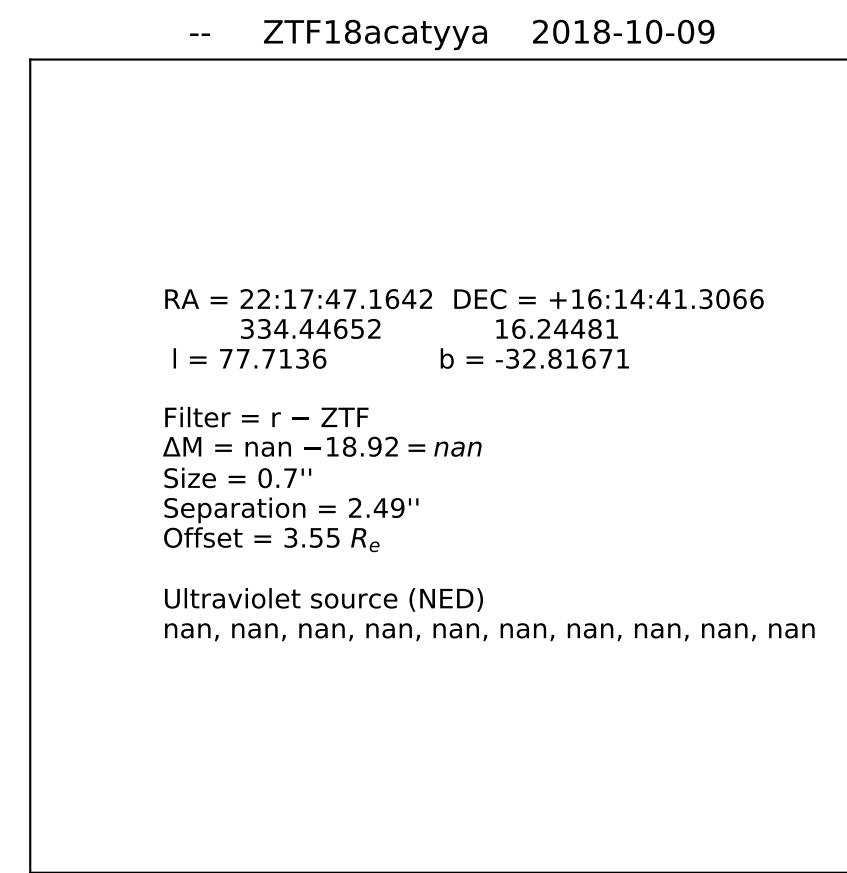 -- ZTF18acatyya 2018-10-09
RA = 22:17:47.1642 DEC = +16:14:41.3066
334.44652 16.24481
l = 77.7136 b = -32.81671
Filter = r − ZTF
ΔM = nan −18.92 = nan
Size = 0.7''
Separation = 2.49''
Offset = 3.55 Rₑ
Ultraviolet source (NED)
nan, nan, nan, nan, nan, nan, nan, nan, nan, nan